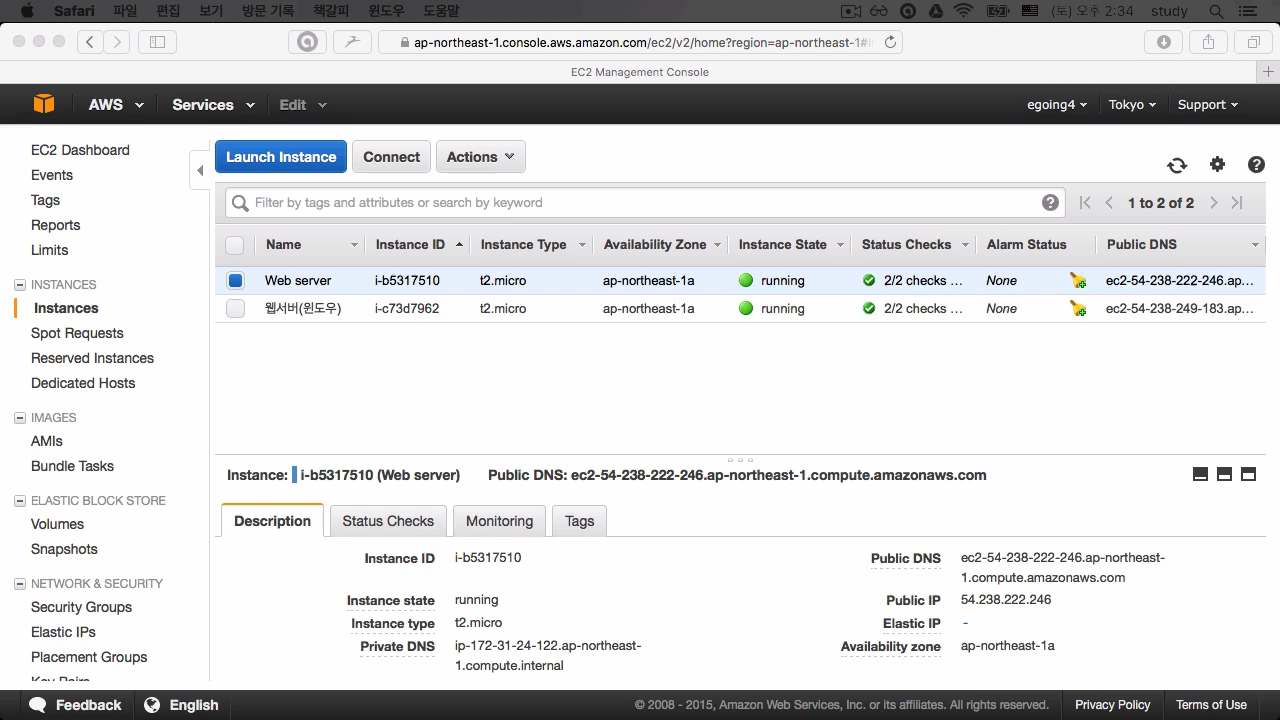 Safari 파일 편집 보기 방문 기록 책갈피 윈도우 도움말 (토) 오후 2:34 study
ap-northeast-1.console.aws.amazon.com/ec2/v2/home?region=ap-northeast-1#
EC2 Management Console
AWS Services Edit egoing4 Tokyo Support
EC2 Dashboard
Events
Tags
Reports
Limits
INSTANCES
Instances
Spot Requests
Reserved Instances
Dedicated Hosts
IMAGES
AMIs
Bundle Tasks
ELASTIC BLOCK STORE
Volumes
Snapshots
NETWORK & SECURITY
Security Groups
Elastic IPs
Placement Groups
Key Pairs
Launch Instance Connect Actions
Filter by tags and attributes or search by keyword 1 to 2 of 2
Name Instance ID Instance Type Availability Zone Instance State Status Checks Alarm Status Public DNS
Web server i-b5317510 t2.micro ap-northeast-1a running 2/2 checks ... None ec2-54-238-222-246.ap...
웹서버(윈도우) i-c73d7962 t2.micro ap-northeast-1a running 2/2 checks ... None ec2-54-238-249-183.ap...
Instance: i-b5317510 (Web server) Public DNS: ec2-54-238-222-246.ap-northeast-1.compute.amazonaws.com
Description Status Checks Monitoring Tags
Instance ID i-b5317510 Public DNS ec2-54-238-222-246.ap-northeast-
1.compute.amazonaws.com
Instance state running Public IP 54.238.222.246
Instance type t2.micro Elastic IP -
Private DNS ip-172-31-24-122.ap-northeast- Availability zone ap-northeast-1a
1.compute.internal
Feedback English © 2008 - 2015, Amazon Web Services, Inc. or its affiliates. All rights reserved. Privacy Policy Terms of Use